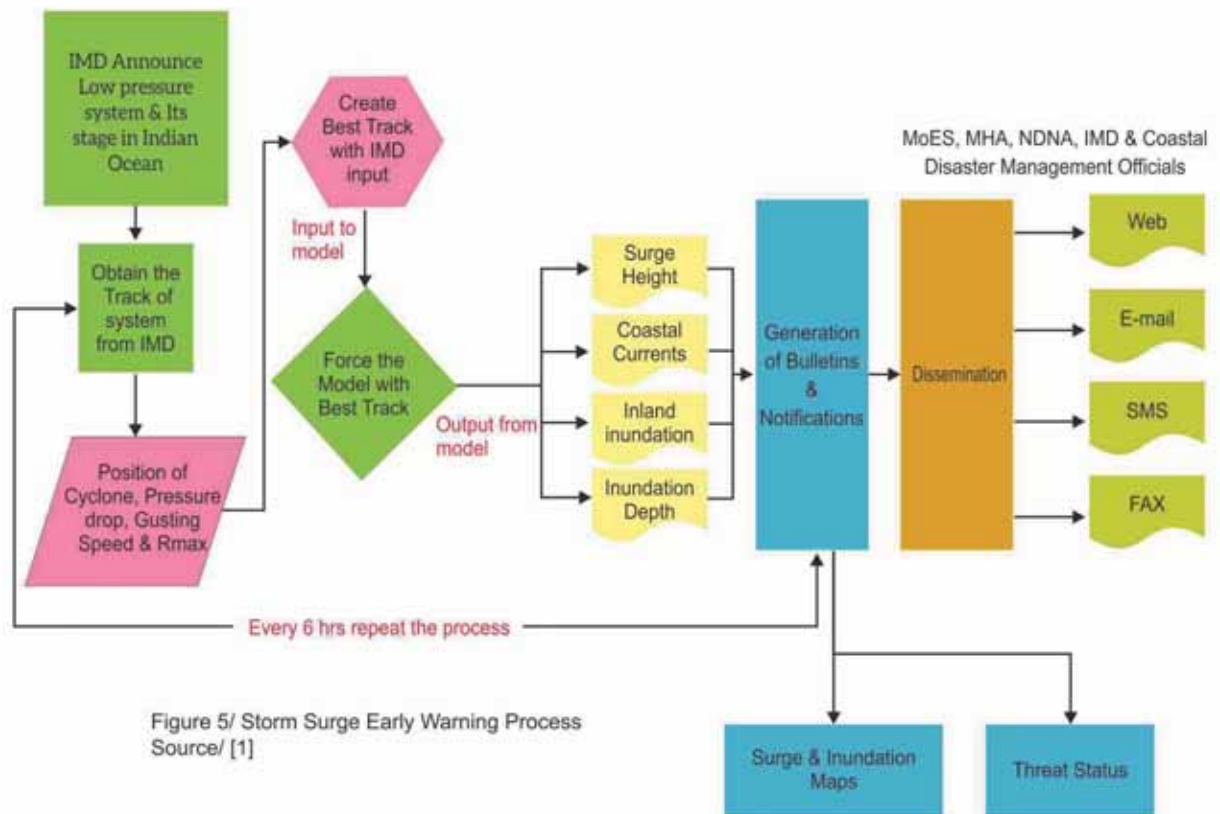 IMD Announce
Low pressure
system & Its
stage in Indian
Ocean
Obtain the
Track of
system
from IMD
Position of
Cyclone, Pressure
drop, Gusting
Speed & Rmax
Create
Best Track
with IMD
input
Input to
model
Force the
Model with
Best Track
Output from
model
Surge
Height
Coastal
Currents
Inland
inundation
Inundation
Depth
Generation
of Bulletins
&
Notifications
Dissemination
MoES, MHA, NDNA, IMD & Coastal
Disaster Management Officials
Web
E-mail
SMS
FAX
Every 6 hrs repeat the process
Surge & Inundation
Maps
Threat Status
Figure 5/ Storm Surge Early Warning Process
Source/ [1]